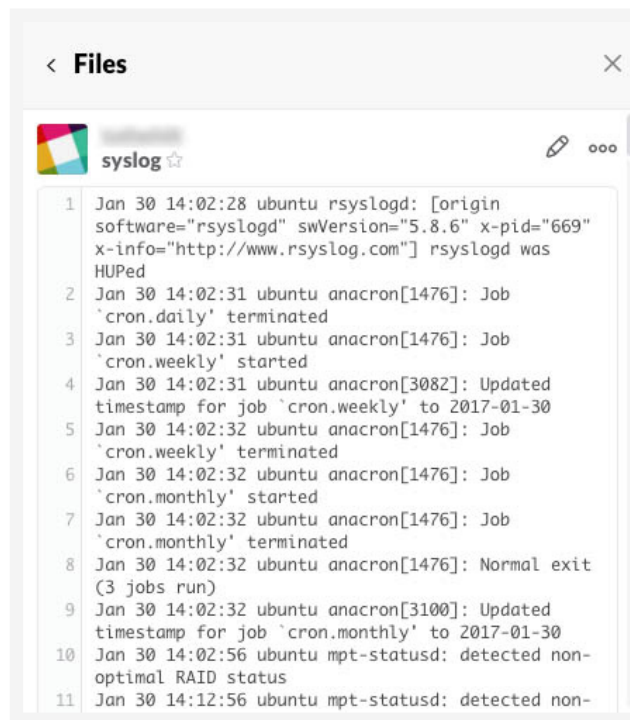 Files
syslog
1 Jan 30 14:02:28 ubuntu rsyslogd: [origin
software="rsyslogd" swVersion="5.8.6" x-pid="669"
x-info="http://www.rsyslog.com"] rsyslogd was
HUPed
2 Jan 30 14:02:31 ubuntu anacron[1476]: Job
`cron.daily' terminated
3 Jan 30 14:02:31 ubuntu anacron[1476]: Job
`cron.weekly' started
4 Jan 30 14:02:31 ubuntu anacron[3082]: Updated
timestamp for job `cron.weekly' to 2017-01-30
5 Jan 30 14:02:32 ubuntu anacron[1476]: Job
`cron.weekly' terminated
6 Jan 30 14:02:32 ubuntu anacron[1476]: Job
`cron.monthly' started
7 Jan 30 14:02:32 ubuntu anacron[1476]: Job
`cron.monthly' terminated
8 Jan 30 14:02:32 ubuntu anacron[1476]: Normal exit
(3 jobs run)
9 Jan 30 14:02:32 ubuntu anacron[3100]: Updated
timestamp for job `cron.monthly' to 2017-01-30
10 Jan 30 14:02:56 ubuntu mpt-statusd: detected non-
optimal RAID status
11 Jan 30 14:12:56 ubuntu mpt-statusd: detected non-